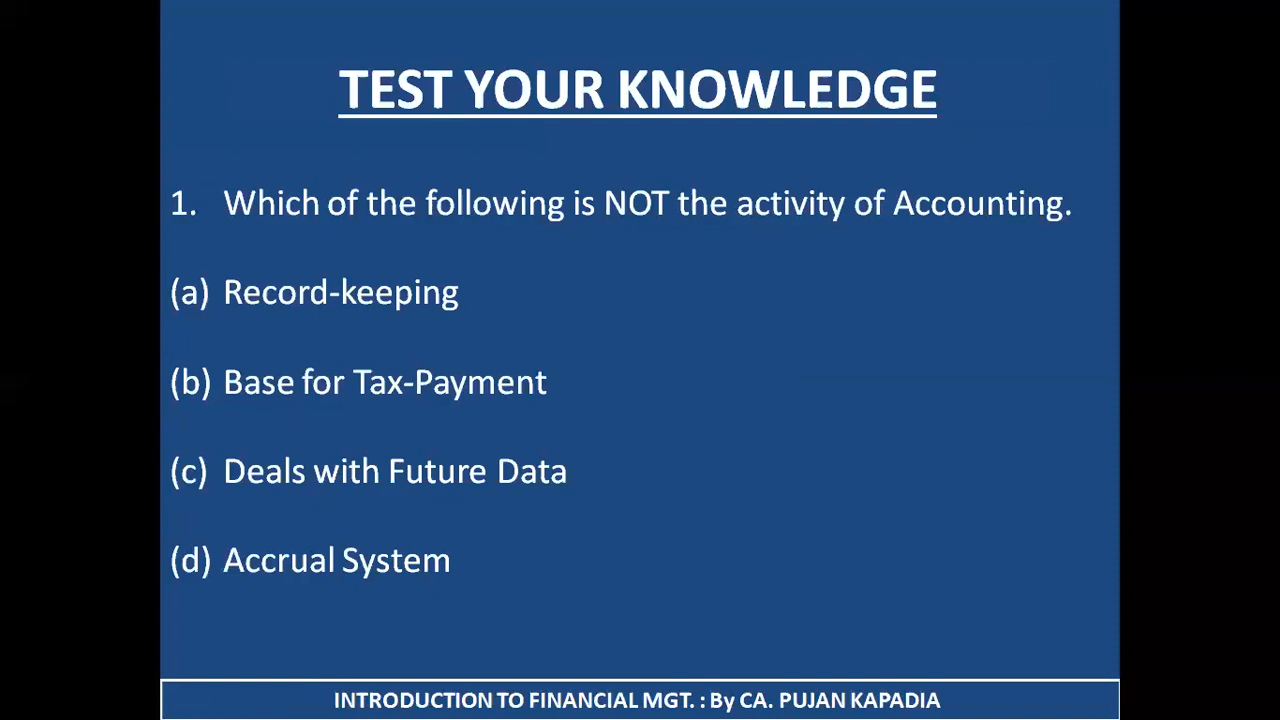 TEST YOUR KNOWLEDGE
1. Which of the following is NOT the activity of Accounting.
(a) Record-keeping
(b) Base for Tax-Payment
(c) Deals with Future Data
(d) Accrual System
INTRODUCTION TO FINANCIAL MGT. : By CA. PUJAN KAPADIA